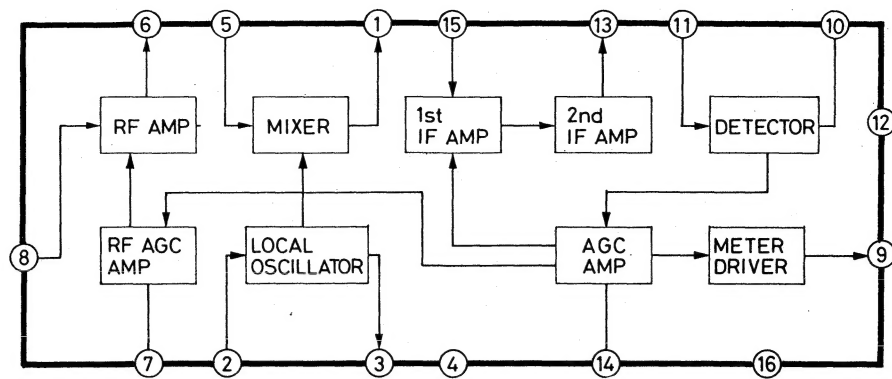 6 5 1 15 13 11 10
RF AMP
MIXER
1st
IF AMP
2nd
IF AMP
DETECTOR
12
RF AGC
AMP
LOCAL
OSCILLATOR
AGC
AMP
METER
DRIVER
8
9
7 2 3 4 14 16